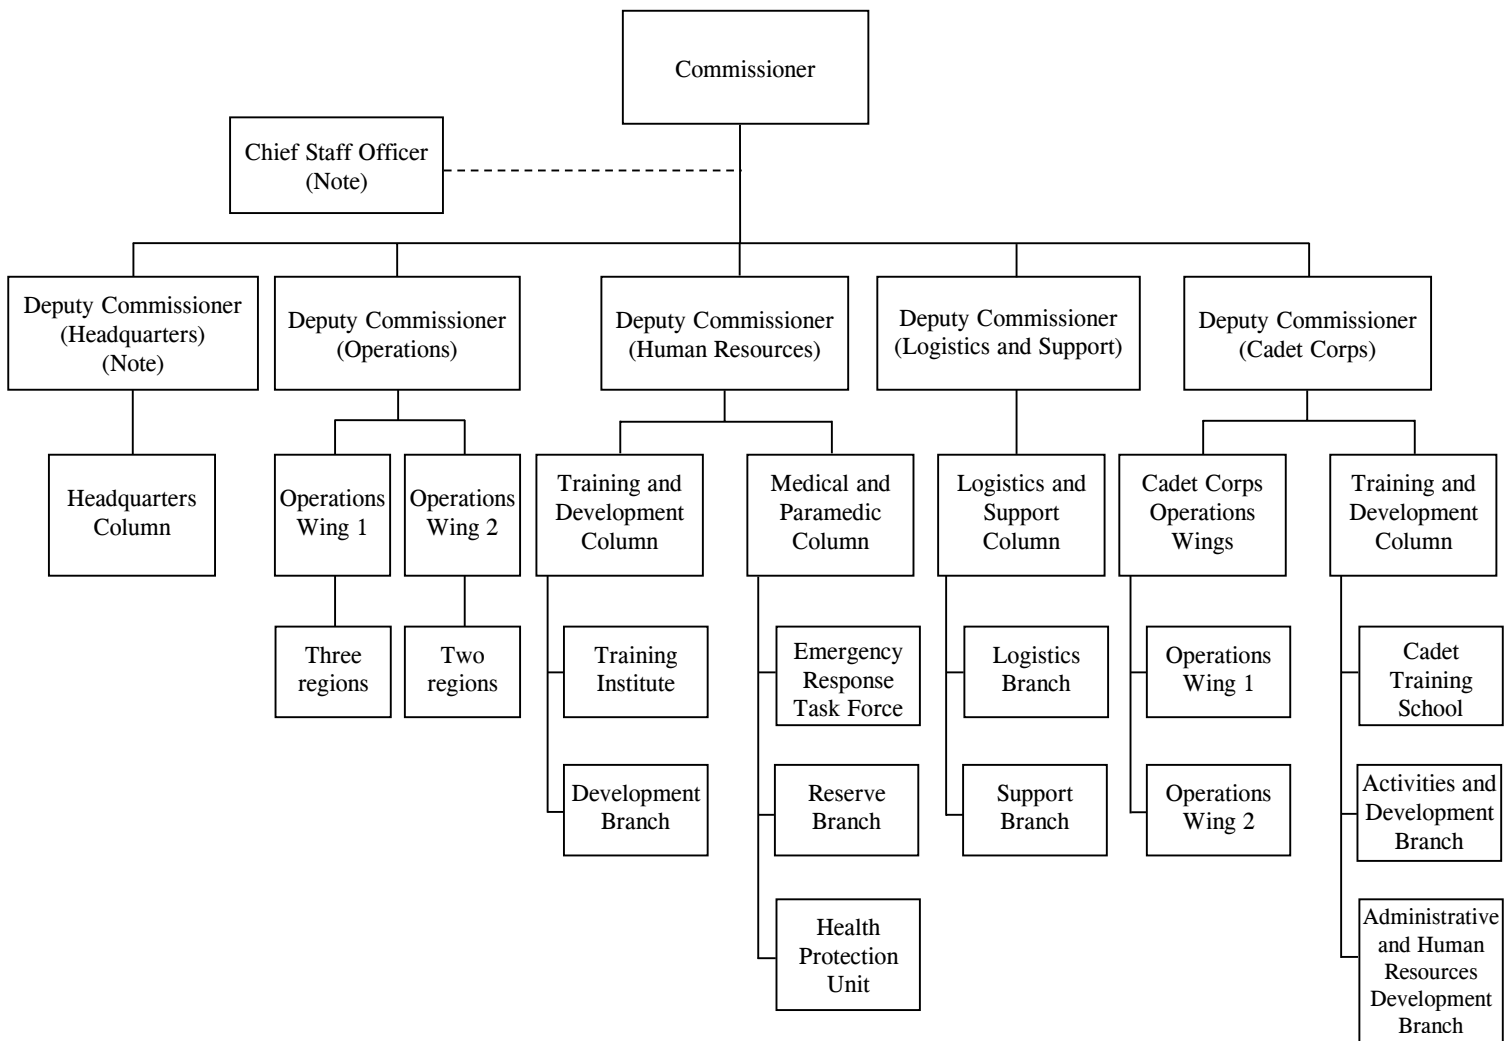 Commissioner
Chief Staff Officer
(Note)
Deputy Commissioner
(Headquarters)
(Note)
Deputy Commissioner
(Operations)
Deputy Commissioner
(Human Resources)
Deputy Commissioner
(Logistics and Support)
Deputy Commissioner
(Cadet Corps)
Headquarters
Column
Operations
Wing 1
Operations
Wing 2
Training and
Development
Column
Medical and
Paramedic
Column
Logistics and
Support
Column
Cadet Corps
Operations
Wings
Training and
Development
Column
Three
regions
Two
regions
Training
Institute
Emergency
Response
Task Force
Logistics
Branch
Operations
Wing 1
Cadet
Training
School
Development
Branch
Reserve
Branch
Support
Branch
Operations
Wing 2
Activities and
Development
Branch
Health
Protection
Unit
Administrative
and Human
Resources
Development
Branch